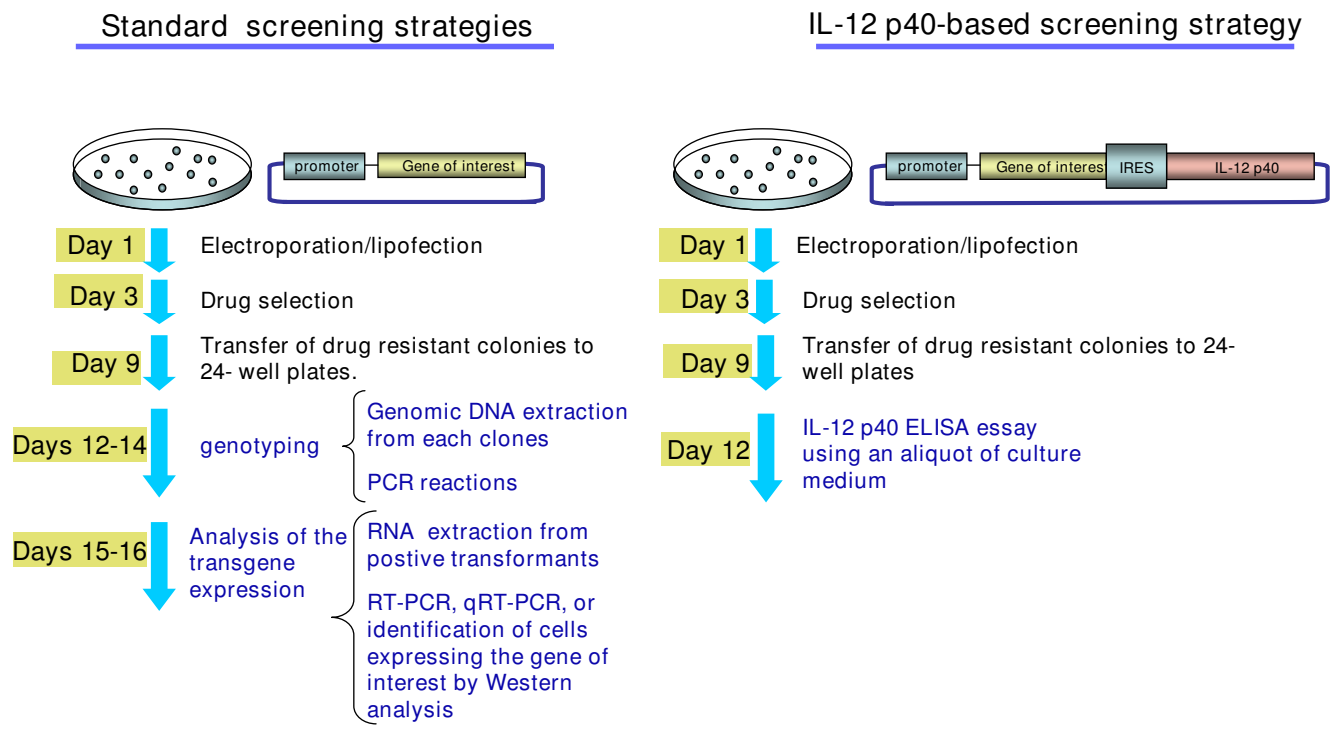 Standard screening strategies
promoter
Gene of interest
Day 1
Electroporation/lipofection
Day 3
Drug selection
Day 9
Transfer of drug resistant colonies to
24- well plates.
Days 12-14
genotyping
Genomic DNA extraction
from each clones
PCR reactions
Days 15-16
Analysis of the
transgene
expression
RNA extraction from
postive transformants
RT-PCR, qRT-PCR, or
identification of cells
expressing the gene of
interest by Western
analysis
IL-12 p40-based screening strategy
promoter
Gene of interes
IRES
IL-12 p40
Day 1
Electroporation/lipofection
Day 3
Drug selection
Day 9
Transfer of drug resistant colonies to 24-
well plates
Day 12
IL-12 p40 ELISA essay
using an aliquot of culture
medium